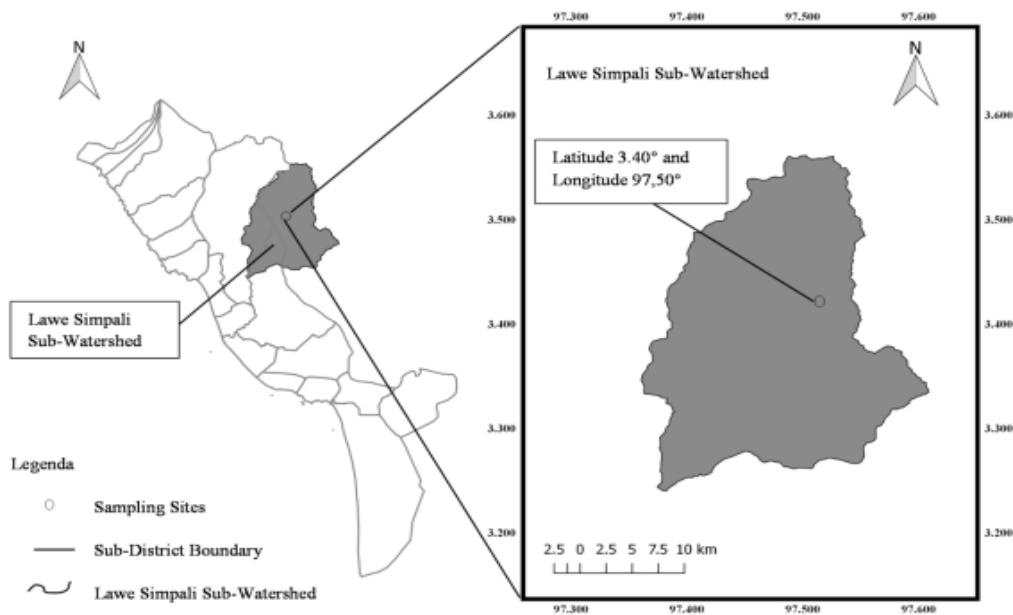 N
Lawe Simpali
Sub-Watershed
Legenda
Sampling Sites
Sub-District Boundary
Lawe Simpali Sub-Watershed
97.300 97.400 97.500 97.600
Lawe Simpali Sub-Watershed
N
Latitude 3.40° and
Longitude 97,50°
3.600 3.600
3.500 3.500
3.400 3.400
3.300 3.300
3.200 3.200
2.5 0 2.5 5 7.5 10 km
97.300 97.400 97.500 97.600